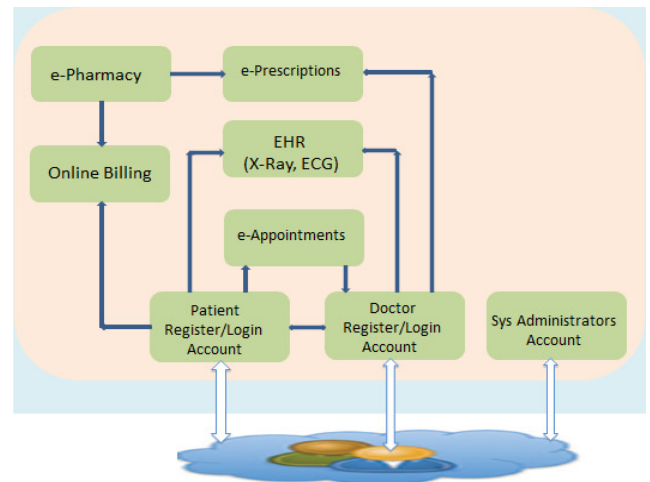 e-Pharmacy
e-Prescriptions
EHR
(X-Ray, ECG)
Online Billing
e-Appointments
Patient
Register/Login
Account
Doctor
Register/Login
Account
Sys Administrators
Account